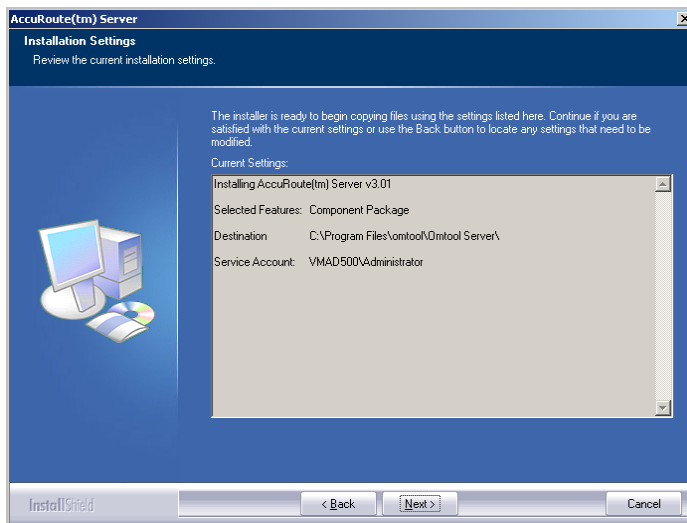 AccuRoute(tm) Server
Installation Settings
Review the current installation settings.
The installer is ready to begin copying files using the settings listed here. Continue if you are
satisfied with the current settings or use the Back button to locate any settings that need to be
modified.
Current Settings:
Installing AccuRoute(tm) Server v3.01
Selected Features: Component Package
Destination C:\Program Files\omtool\Omtool Server\
Service Account: VMAD500\Administrator
InstallShield
< Back Next > Cancel